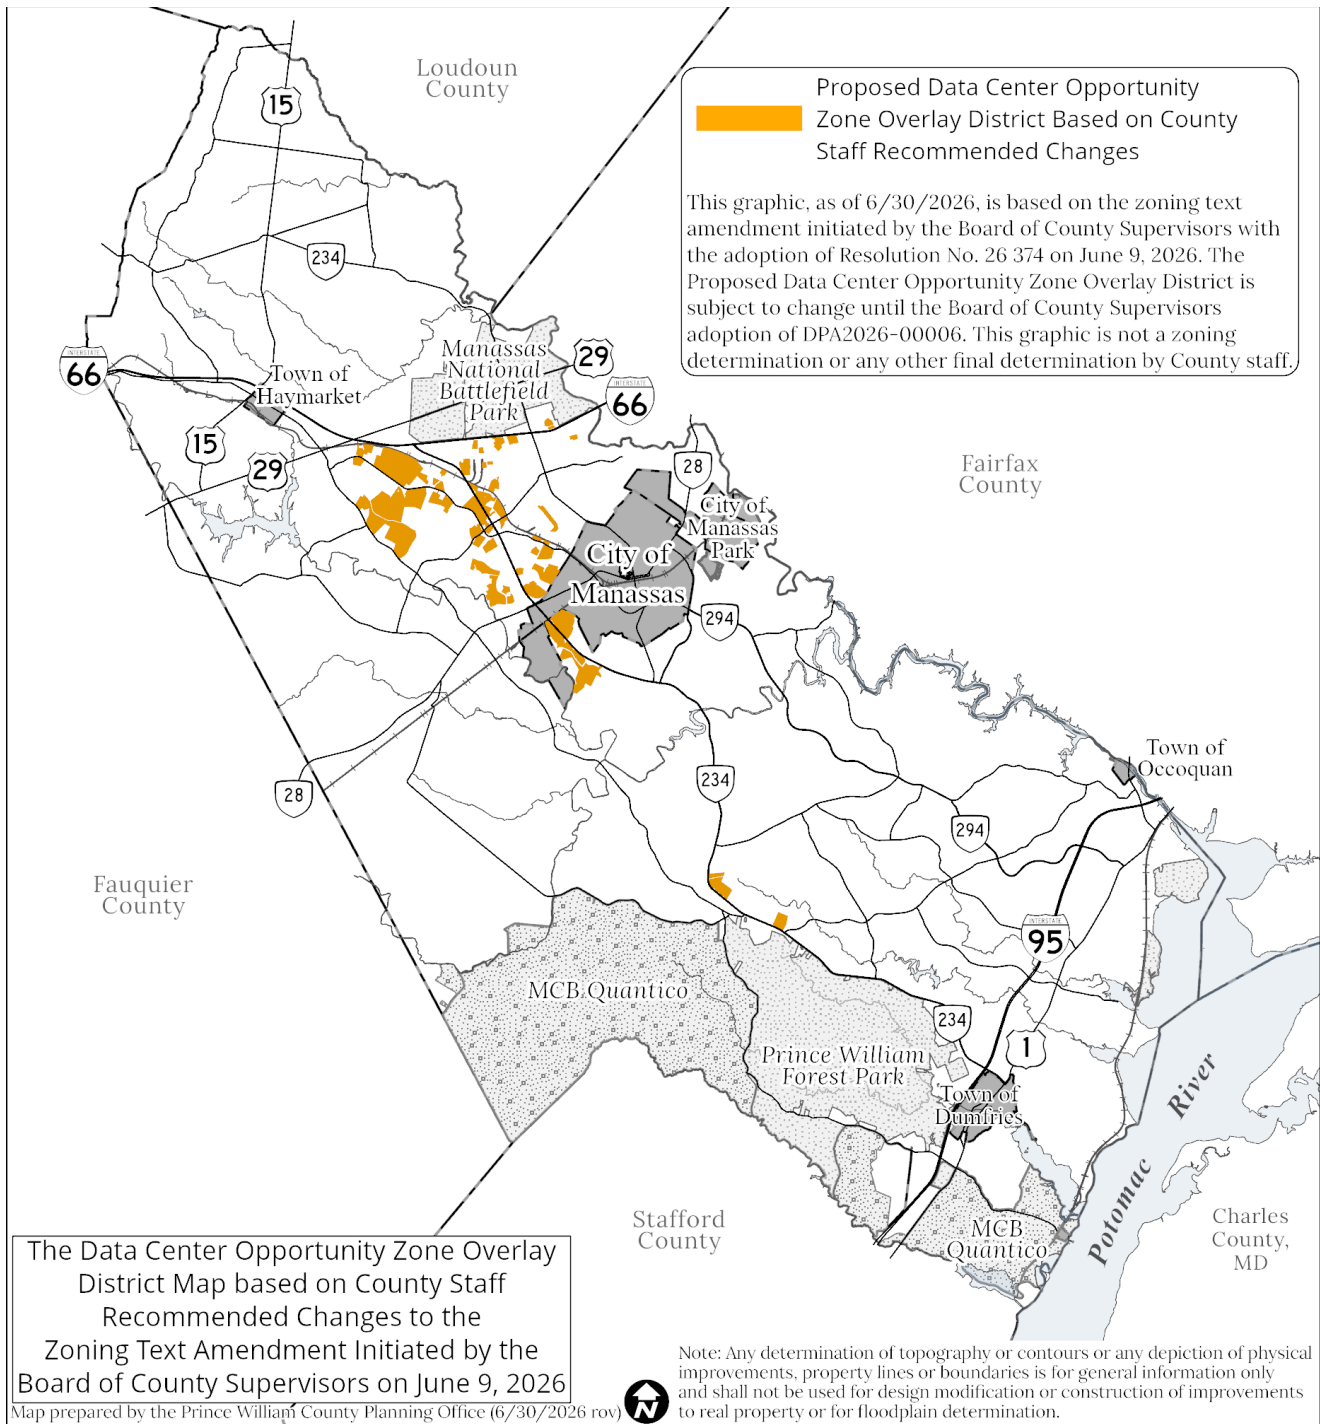 Loudoun
County
15
Proposed Data Center Opportunity
Zone Overlay District Based on County
Staff Recommended Changes
This graphic, as of 6/30/2026, is based on the zoning text
amendment initiated by the Board of County Supervisors with
the adoption of Resolution No. 26 374 on June 9, 2026. The
Proposed Data Center Opportunity Zone Overlay District is
subject to change until the Board of County Supervisors
adoption of DPA2026-00006. This graphic is not a zoning
determination or any other final determination by County staff.
234
Manassas
National
Battlefield
Park
29
INTERSTATE
66
INTERSTATE
66
Town of
Haymarket
15
29
28
Fairfax
County
City of
Manassas
Park
City of
Manassas
294
28
234
Town of
Occoquan
294
Fauquier
County
INTERSTATE
95
MCB Quantico
234
1
Prince William
Forest Park
Town of
Dumfries
Potomac River
Stafford
County
MCB
Quantico
Charles
County,
MD
The Data Center Opportunity Zone Overlay
District Map based on County Staff
Recommended Changes to the
Zoning Text Amendment Initiated by the
Board of County Supervisors on June 9, 2026
Map prepared by the Prince William County Planning Office (6/30/2026 rov)
N
Note: Any determination of topography or contours or any depiction of physical
improvements, property lines or boundaries is for general information only
and shall not be used for design modification or construction of improvements
to real property or for floodplain determination.